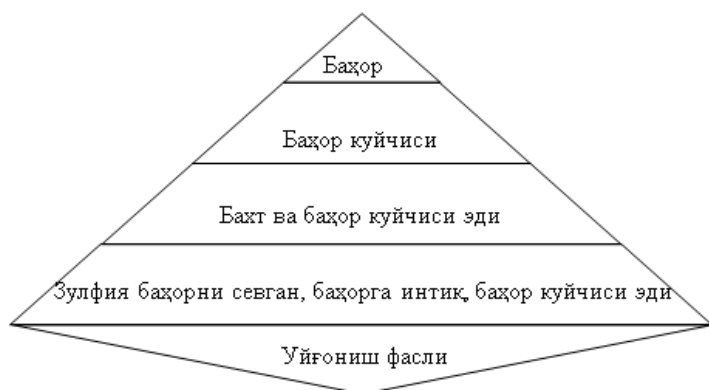 Баҳор
Баҳор куйчиси
Бахт ва баҳор куйчиси эди
Зулфия баҳорни севган, баҳорга интиқ, баҳор куйчиси эди
Уйғониш фасли